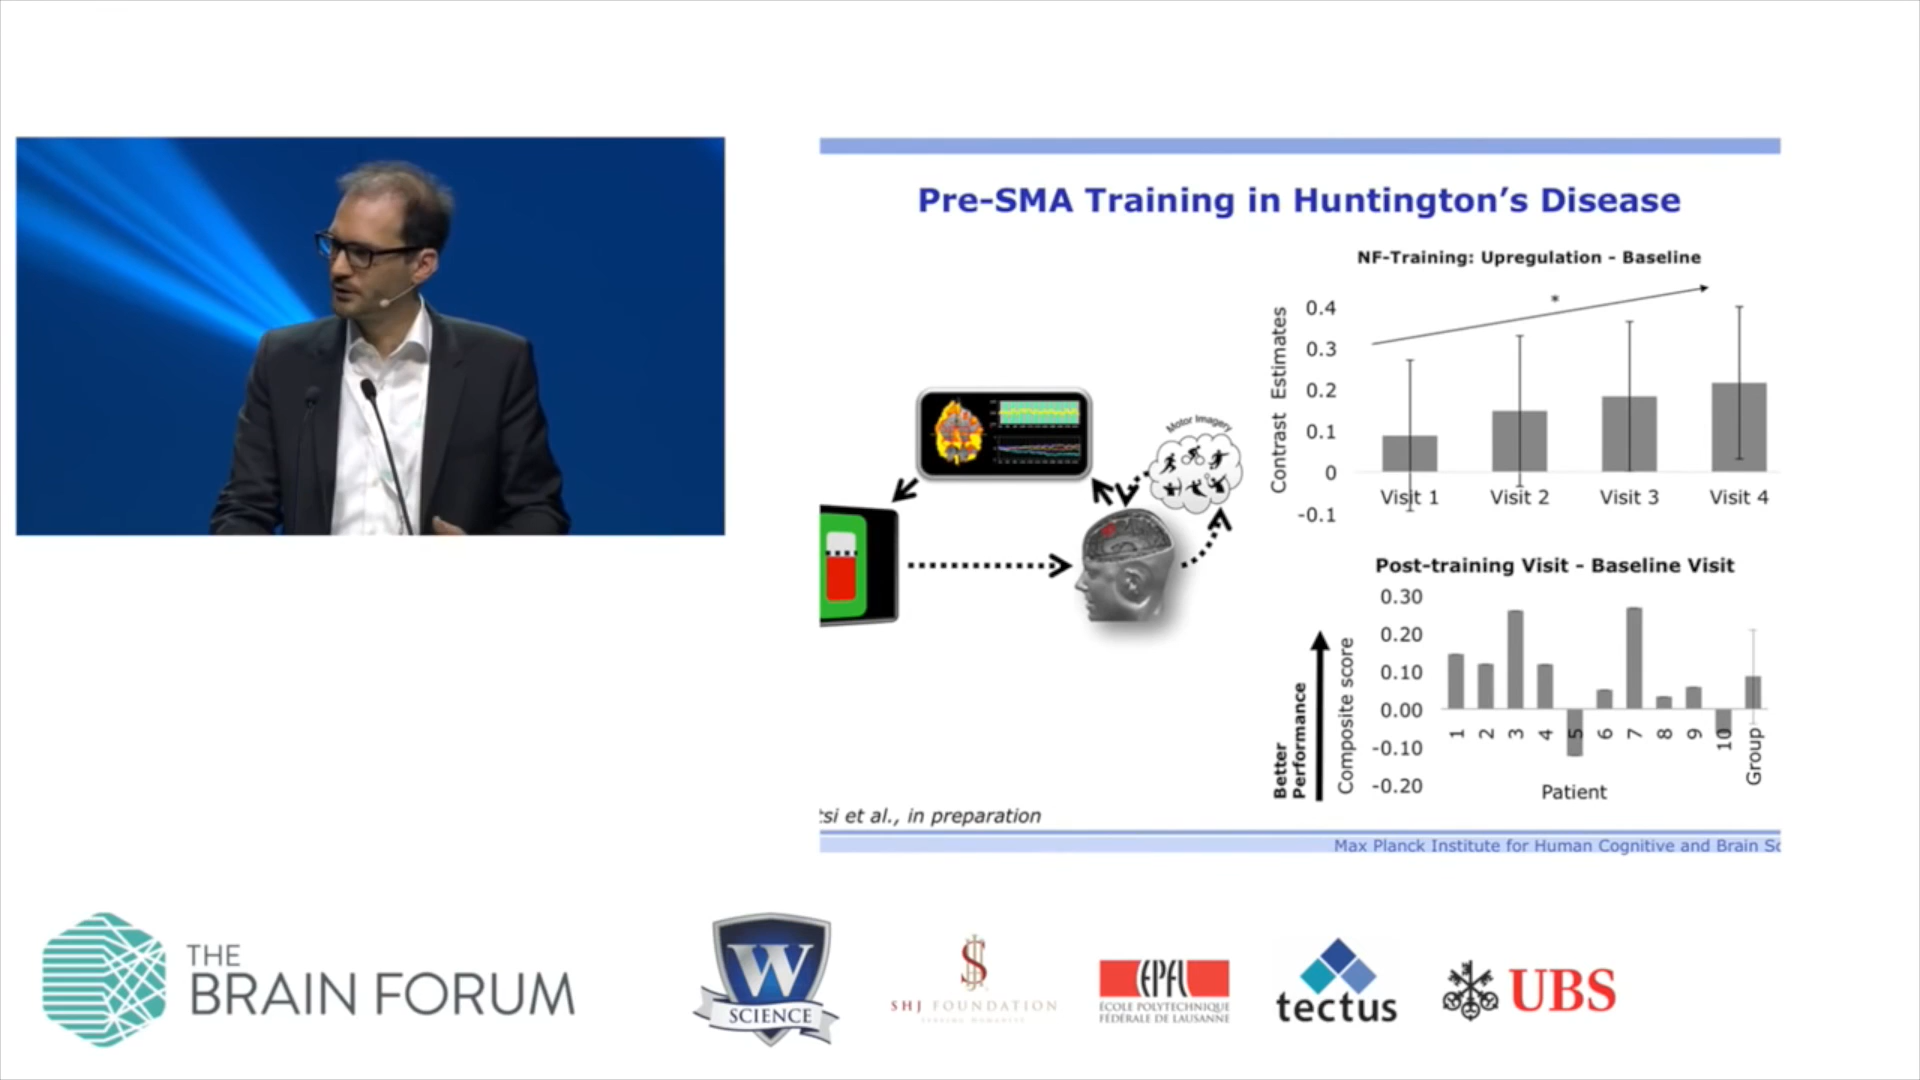 Pre-SMA Training in Huntington's Disease
NF-Training: Upregulation - Baseline
*
Contrast Estimates
0.4
0.3
0.2
0.1
0
-0.1
Visit 1
Visit 2
Visit 3
Visit 4
Motor Imagery
Post-training Visit - Baseline Visit
Better
Performance
Composite score
0.30
0.20
0.10
0.00
-0.10
-0.20
1
2
3
4
5
6
7
8
9
10
Group
Patient
tsi et al., in preparation
Max Planck Institute for Human Cognitive and Brain Sc
THE
BRAIN FORUM
W
SCIENCE
SHJ FOUNDATION
EPFL
ÉCOLE POLYTECHNIQUE
FÉDÉRALE DE LAUSANNE
tectus
UBS